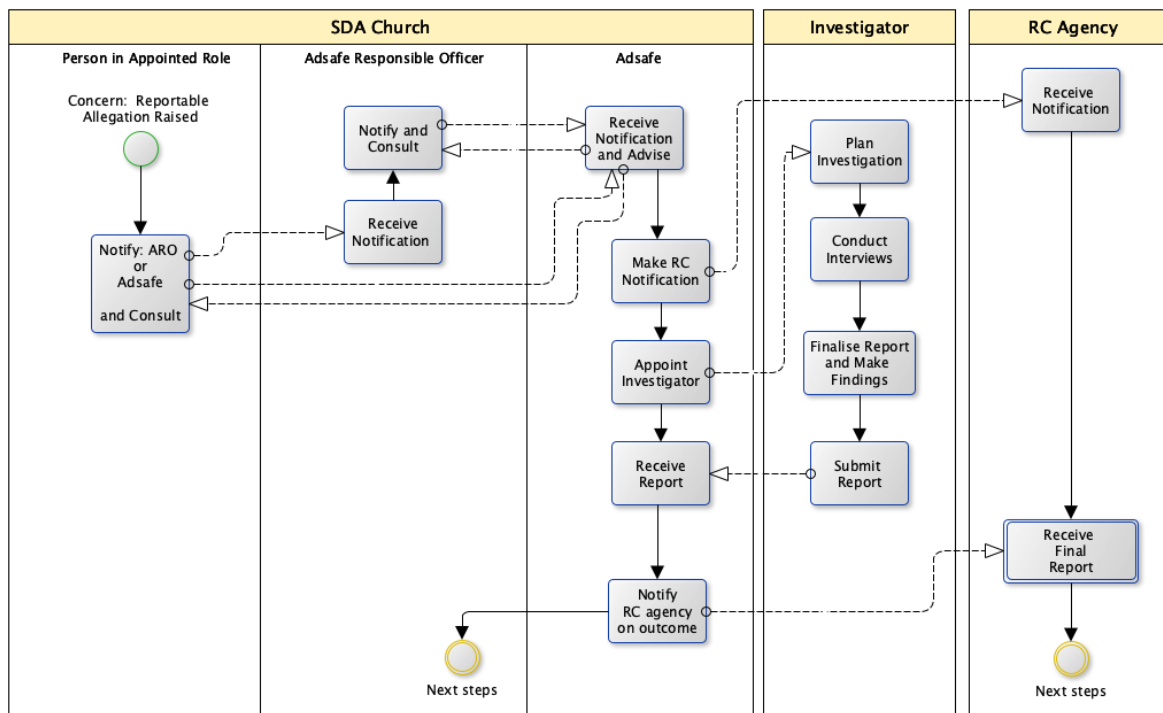 SDA Church
Investigator
RC Agency
Person in Appointed Role
Adsafe Responsible Officer
Adsafe
Concern: Reportable
Allegation Raised
Notify: ARO
or
Adsafe
and Consult
Notify and
Consult
Receive
Notification
Receive
Notification
and Advise
Make RC
Notification
Appoint
Investigator
Receive
Report
Notify
RC agency
on outcome
Next steps
Plan
Investigation
Conduct
Interviews
Finalise Report
and Make
Findings
Submit
Report
Receive
Notification
Receive
Final
Report
Next steps